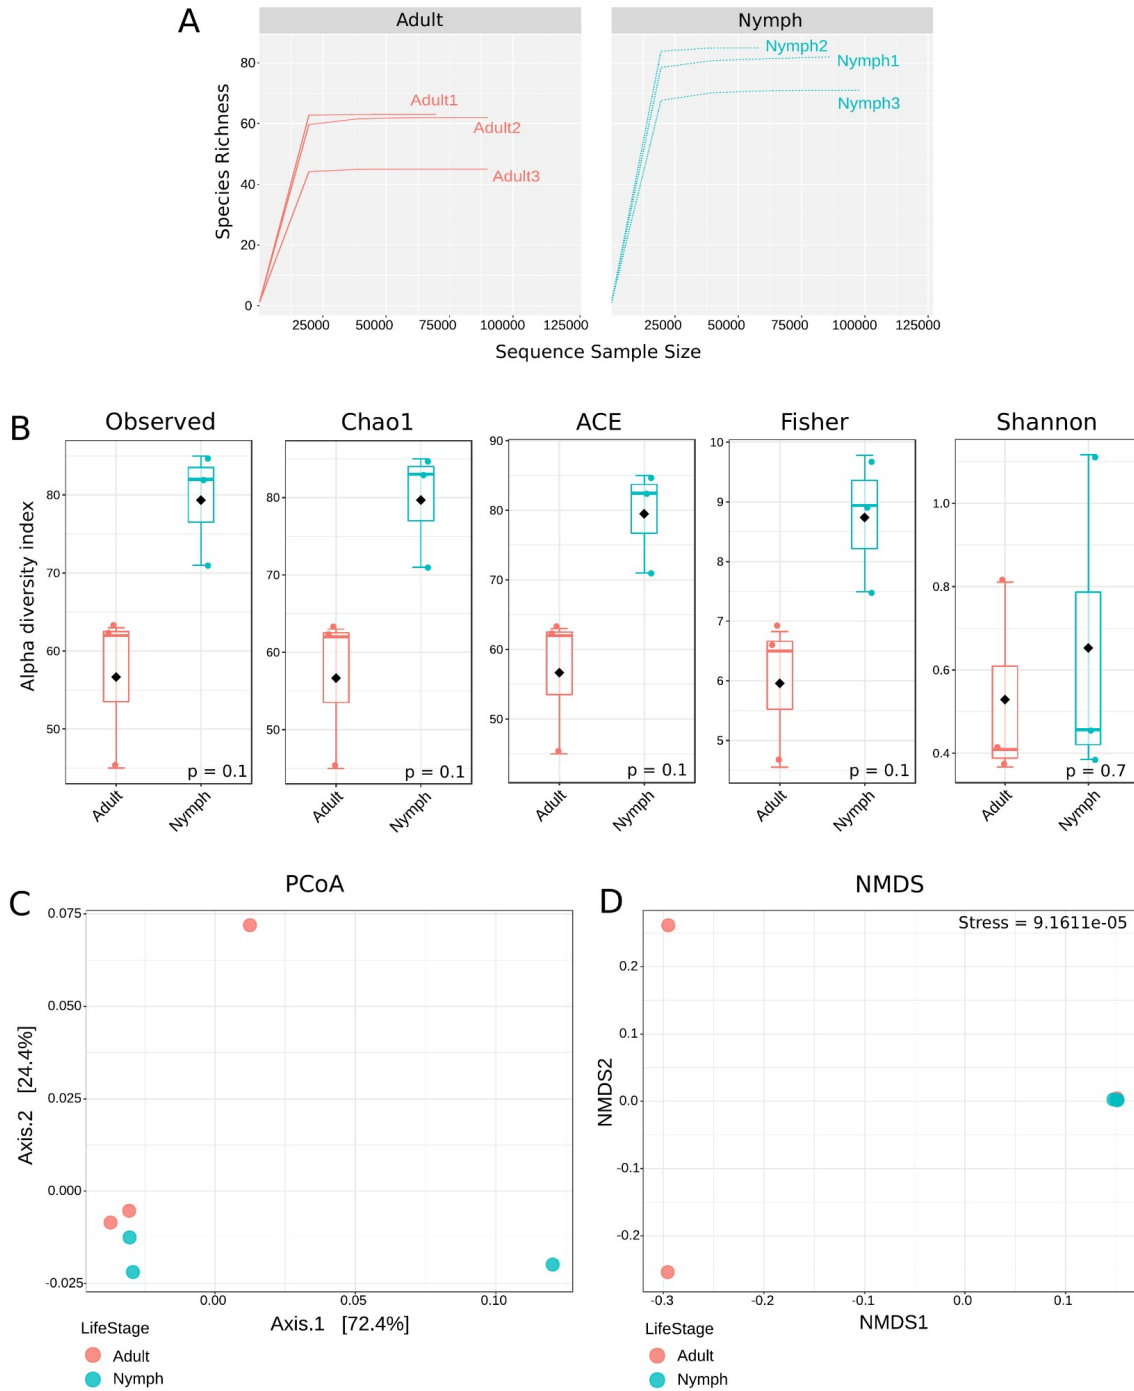 A
Adult
Nymph
Species Richness
80
60
40
20
0
Adult1
Adult2
Adult3
Nymph2
Nymph1
Nymph3
25000 50000 75000 100000 125000
25000 50000 75000 100000 125000
Sequence Sample Size
B
Observed
Chao1
ACE
Fisher
Shannon
Alpha diversity index
80
70
60
50
p = 0.1
Adult
Nymph
80
70
60
50
p = 0.1
Adult
Nymph
90
80
70
60
50
p = 0.1
Adult
Nymph
10
9
8
7
6
5
p = 0.1
Adult
Nymph
1.0
0.8
0.6
0.4
p = 0.7
Adult
Nymph
C
PCoA
Axis.2 [24.4%]
0.075
0.050
0.025
0.000
-0.025
0.00 0.05 0.10
Axis.1 [72.4%]
LifeStage
Adult
Nymph
D
NMDS
Stress = 9.1611e-05
NMDS2
0.2
0.1
0.0
-0.1
-0.2
-0.3 -0.2 -0.1 0.0 0.1
NMDS1
LifeStage
Adult
Nymph